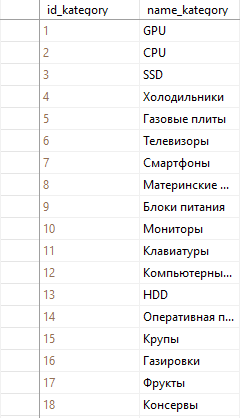 id_kategory name_kategory
1 GPU
2 CPU
3 SSD
4 Холодильники
5 Газовые плиты
6 Телевизоры
7 Смартфоны
8 Материнские ...
9 Блоки питания
10 Мониторы
11 Клавиатуры
12 Компьютерны...
13 HDD
14 Оперативная п...
15 Крупы
16 Газировки
17 Фрукты
18 Консервы